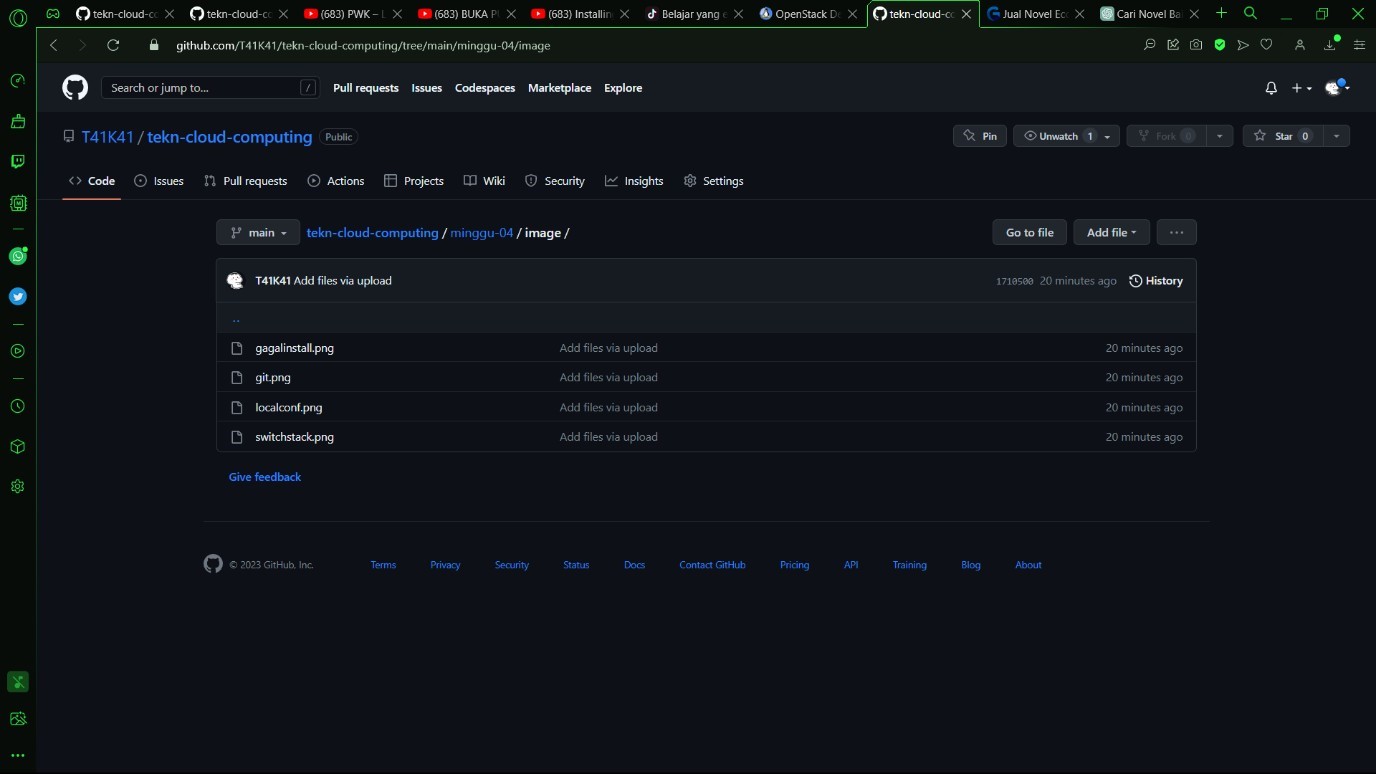 tekn-cloud-co
tekn-cloud-cc
(683) PWK – L
(683) BUKA P
(683) Installin
Belajar yang e
OpenStack D
tekn-cloud-co
Jual Novel Ec
Cari Novel Ba
github.com/T41K41/tekn-cloud-computing/tree/main/minggu-04/image
Search or jump to... /
Pull requests Issues Codespaces Marketplace Explore
T41K41 / tekn-cloud-computing Public
Pin Unwatch 1 Fork 0 Star 0
Code Issues Pull requests Actions Projects Wiki Security Insights Settings
main tekn-cloud-computing / minggu-04 / image / Go to file Add file ...
T41K41 Add files via upload 1710500 20 minutes ago History
..
gagalinstall.png Add files via upload 20 minutes ago
git.png Add files via upload 20 minutes ago
localconf.png Add files via upload 20 minutes ago
switchstack.png Add files via upload 20 minutes ago
Give feedback
© 2023 GitHub, Inc. Terms Privacy Security Status Docs Contact GitHub Pricing API Training Blog About